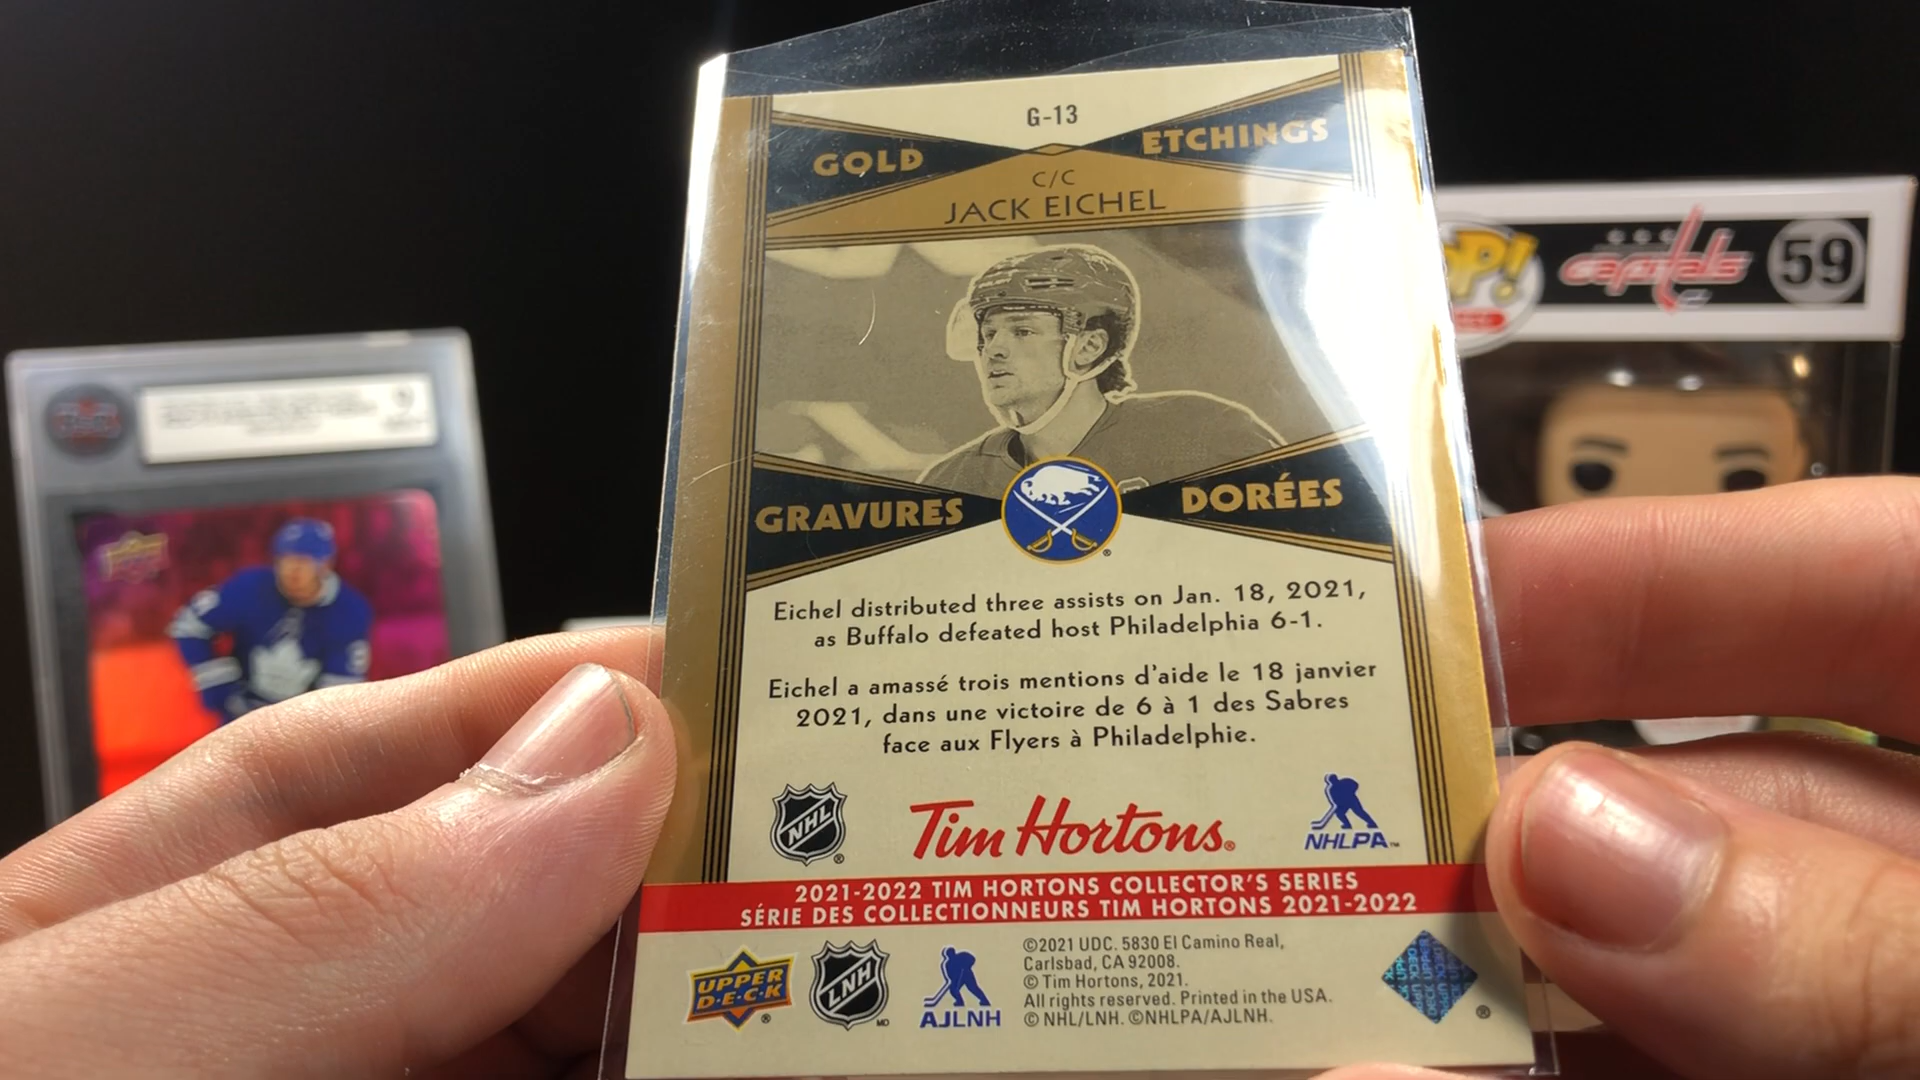 G-13
GOLD ETCHINGS
C/C
JACK EICHEL
GRAVURES DORÉES
Eichel distributed three assists on Jan. 18, 2021,
as Buffalo defeated host Philadelphia 6-1.
Eichel a amassé trois mentions d'aide le 18 janvier
2021, dans une victoire de 6 à 1 des Sabres
face aux Flyers à Philadelphie.
NHL
Tim Hortons®
NHLPA™
2021-2022 TIM HORTONS COLLECTOR'S SERIES
SÉRIE DES COLLECTIONNEURS TIM HORTONS 2021-2022
UPPER
D·E·C·K
LNH
AJLNH
©2021 UDC. 5830 El Camino Real,
Carlsbad, CA 92008.
© Tim Hortons, 2021.
All rights reserved. Printed in the USA.
© NHL/LNH. ©NHLPA/AJLNH.
POP!
capitals
59
9